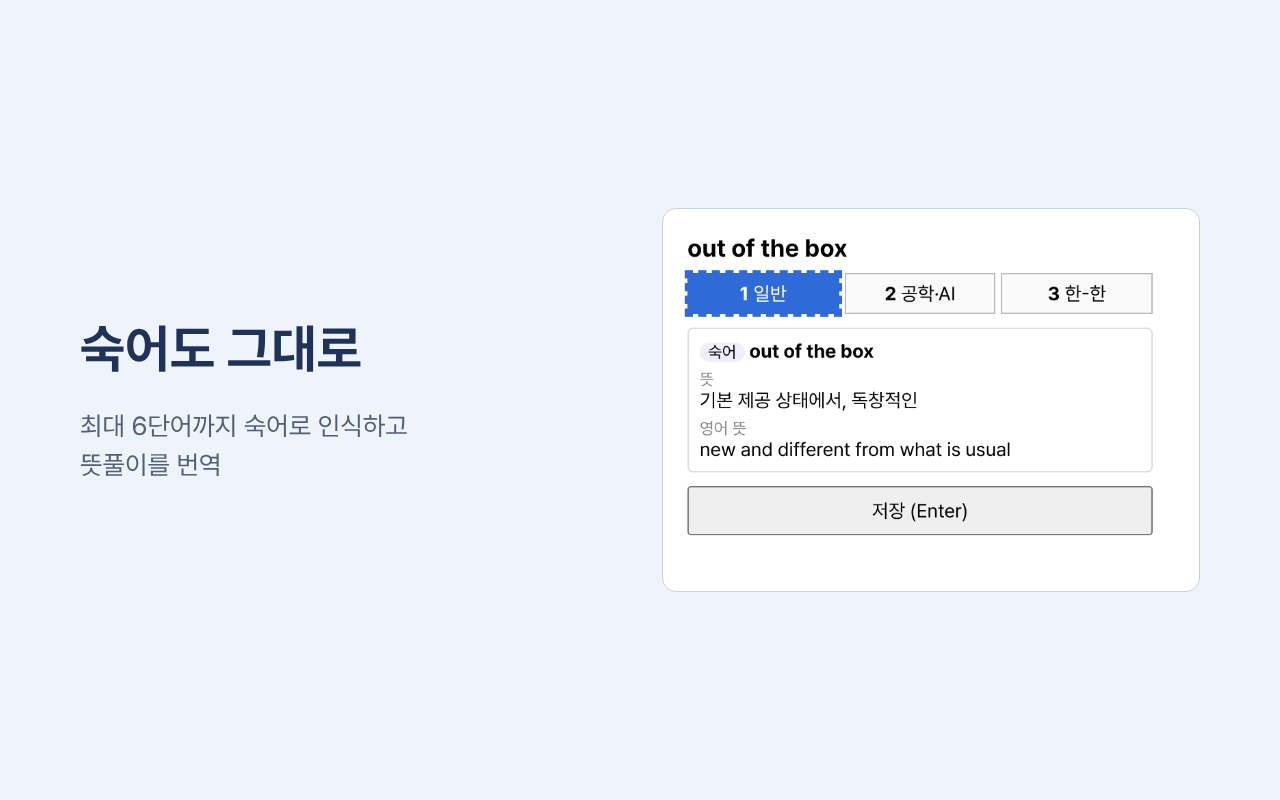 숙어도 그대로
최대 6단어까지 숙어로 인식하고
뜻풀이를 번역
out of the box
1 일반
2 공학·AI
3 한-한
숙어 out of the box
뜻
기본 제공 상태에서, 독창적인
영어 뜻
new and different from what is usual
저장 (Enter)